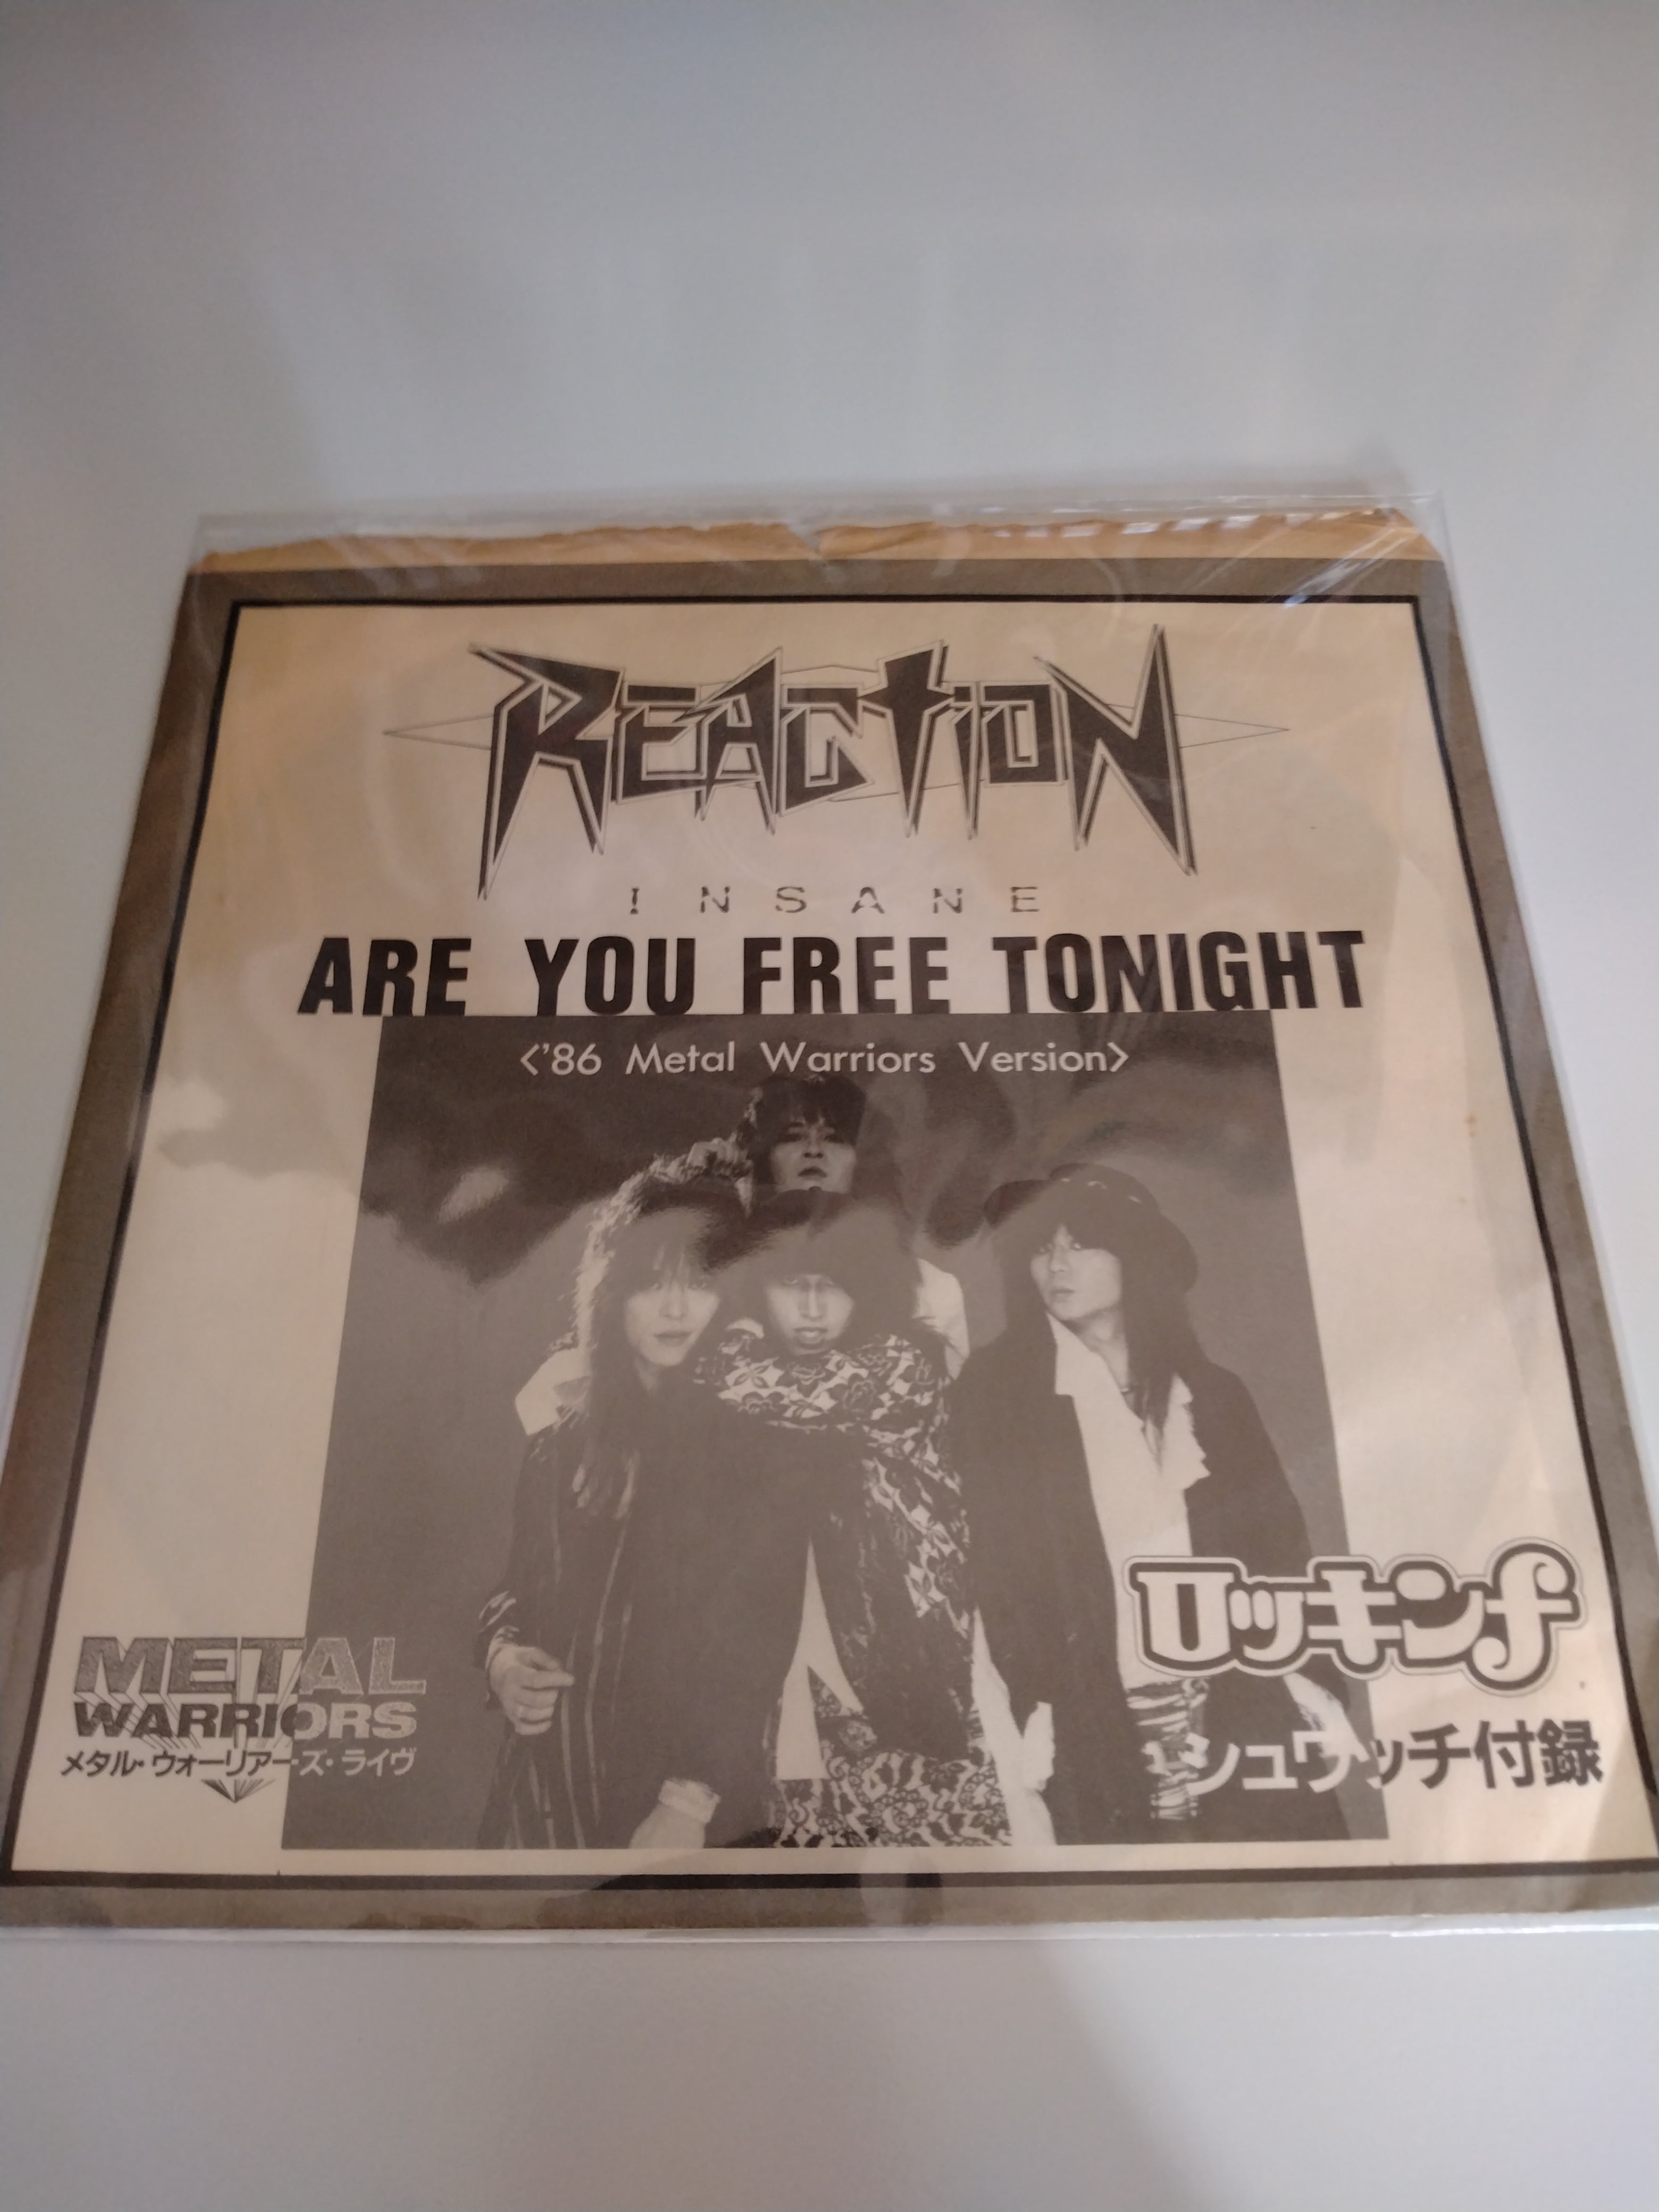 REACTION
INSANE
ARE YOU FREE TONIGHT
<'86 Metal Warriors Version>
METAL
WARRIORS
メタル・ウォーリアーズ・ライヴ
ロッキンf
シュワッチ付録